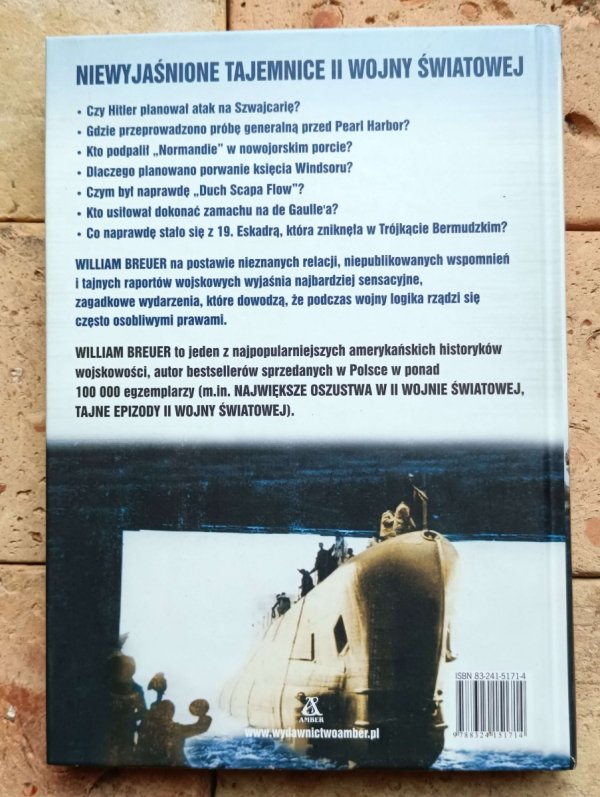 NIEWYJAŚNIONE TAJEMNICE II WOJNY ŚWIATOWEJ
• Czy Hitler planował atak na Szwajcarię?
• Gdzie przeprowadzono próbę generalną przed Pearl Harbor?
• Kto podpalił „Normandie” w nowojorskim porcie?
• Dlaczego planowano porwanie księcia Windsoru?
• Czym był naprawdę „Duch Scapa Flow”?
• Kto usiłował dokonać zamachu na de Gaulle'a?
• Co naprawdę stało się z 19. Eskadrą, która zniknęła w Trójkącie Bermudzkim?
WILLIAM BREUER na postawie nieznanych relacji, niepublikowanych wspomnień
i tajnych raportów wojskowych wyjaśnia najbardziej sensacyjne,
zagadkowe wydarzenia, które dowodzą, że podczas wojny logika rządzi się
często osobliwymi prawami.
WILLIAM BREUER to jeden z najpopularniejszych amerykańskich historyków
wojskowości, autor bestsellerów sprzedanych w Polsce w ponad
100 000 egzemplarzy (m.in. NAJWIĘKSZE OSZUSTWA W II WOJNIE ŚWIATOWEJ,
TAJNE EPIZODY II WOJNY ŚWIATOWEJ).
ISBN 83-241-5171-4
AMBER
www.wydawnictwoamber.pl
9 788324 151714